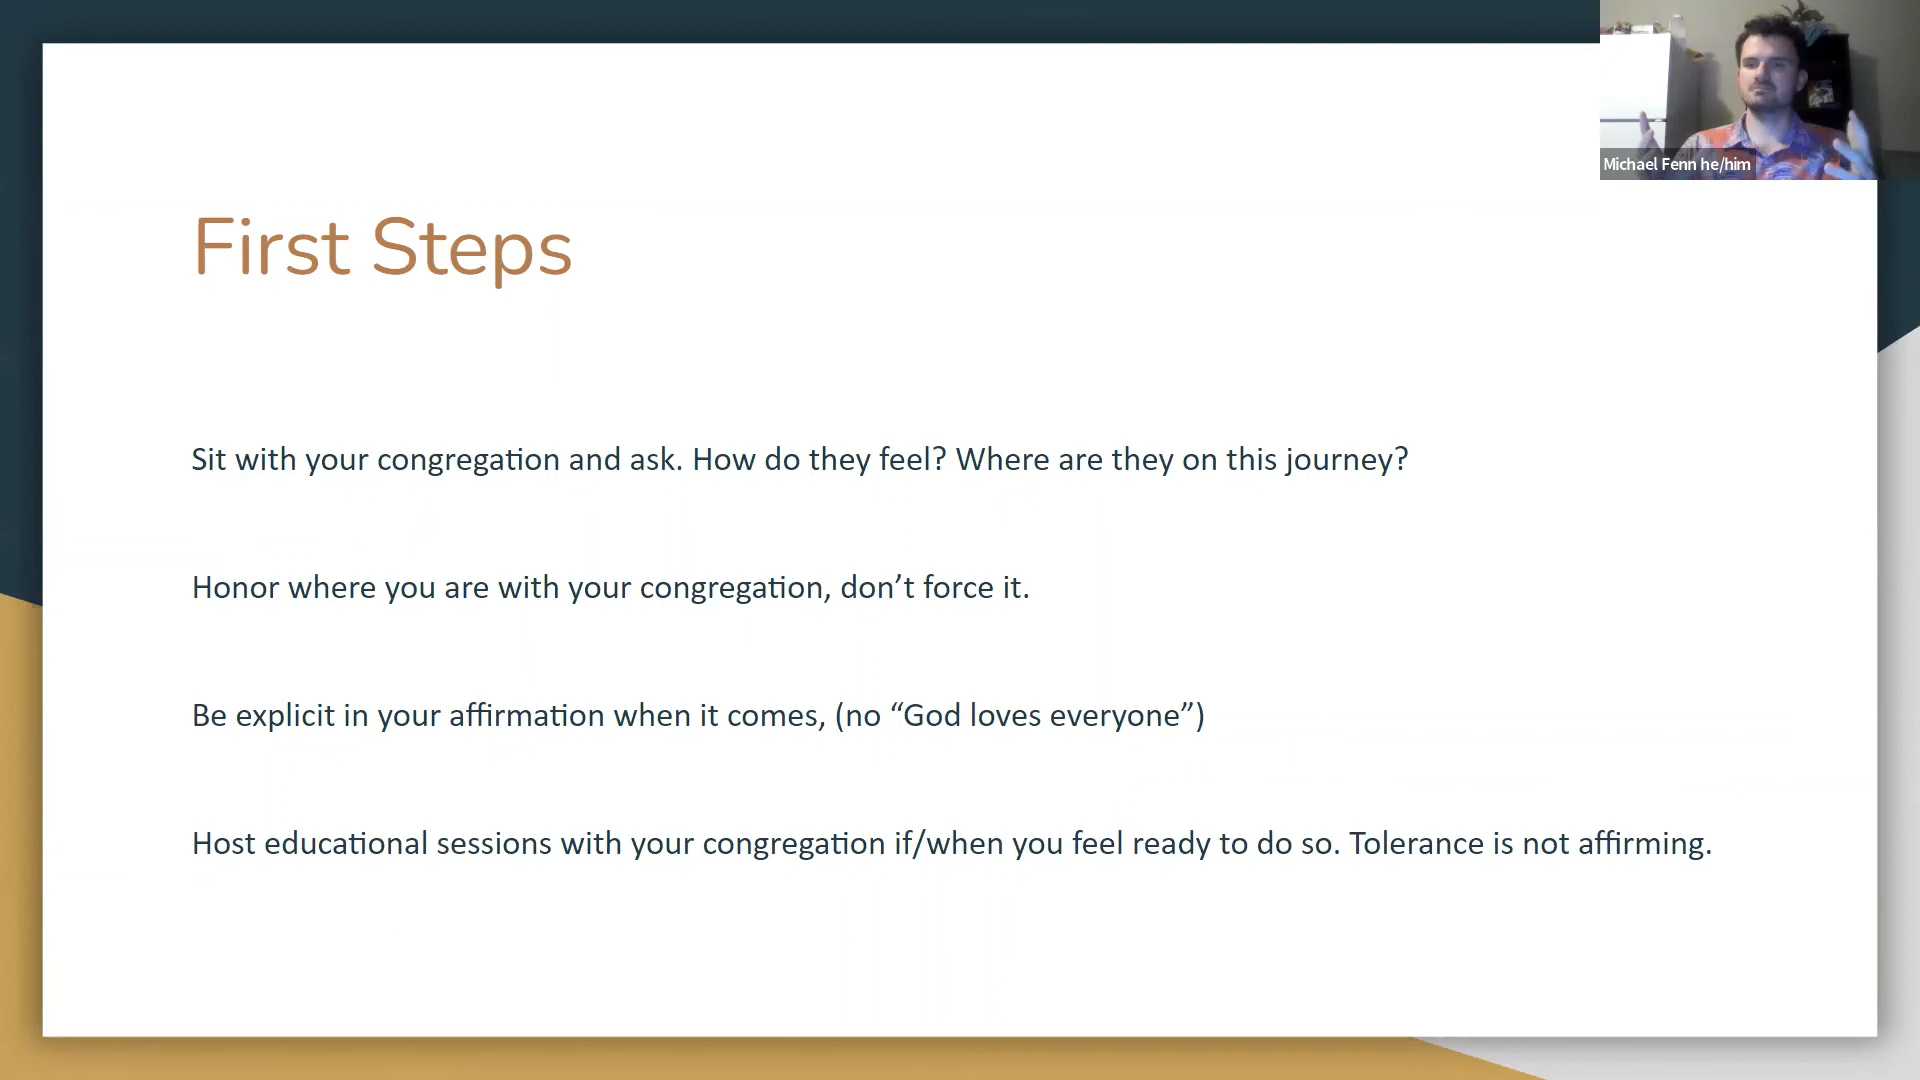 Michael Fenn he/him
First Steps
Sit with your congregation and ask. How do they feel? Where are they on this journey?
Honor where you are with your congregation, don’t force it.
Be explicit in your affirmation when it comes, (no “God loves everyone”)
Host educational sessions with your congregation if/when you feel ready to do so. Tolerance is not affirming.